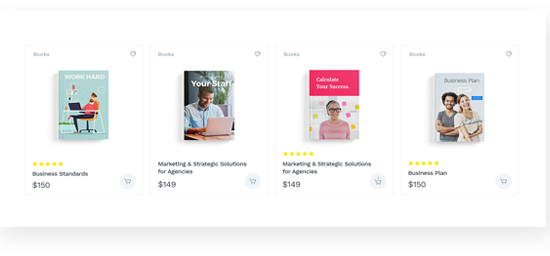 Books
WORK HARD
Business Standards
$150
Books
Your Staff
Marketing & Strategic Solutions
for Agencies
$149
Books
Calculate
Your Success.
Marketing & Strategic Solutions
for Agencies
$149
Books
Business Plan
Business Plan
$150